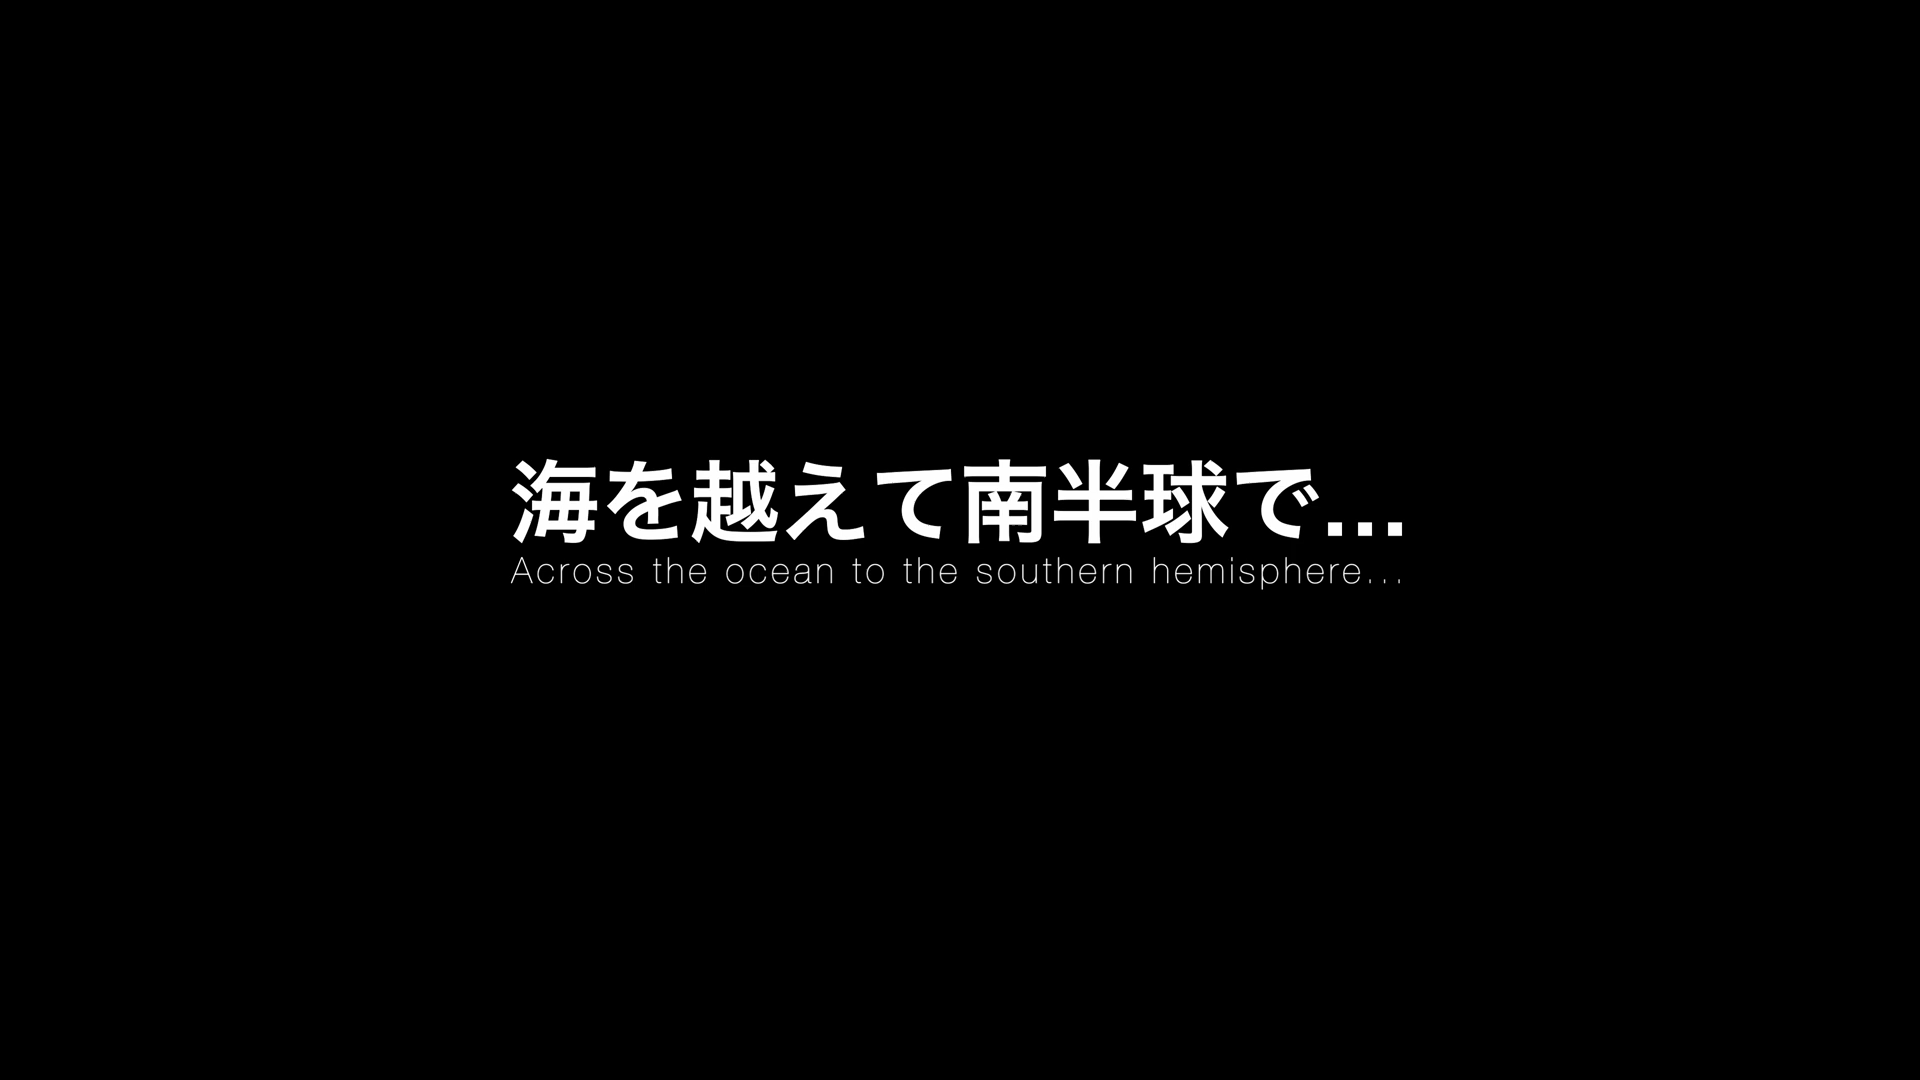 海を越えて南半球で...
Across the ocean to the southern hemisphere...